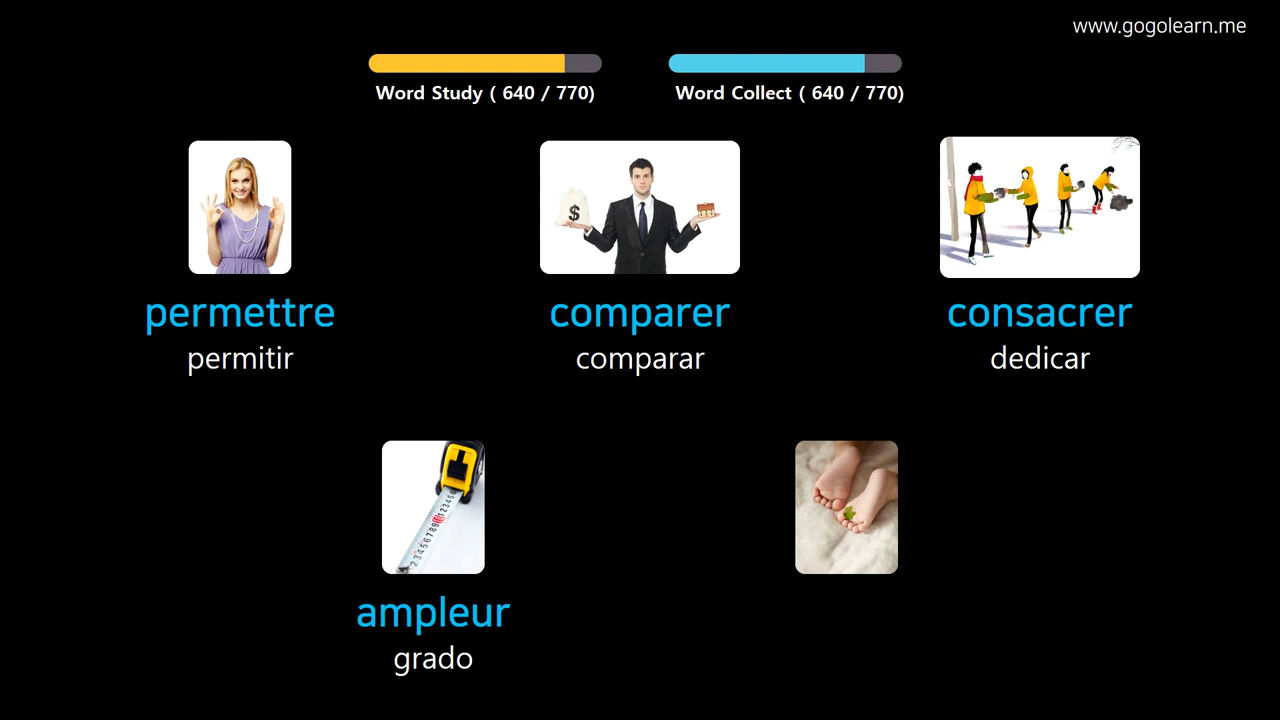 www.gogolearn.me
Word Study ( 640 / 770)
Word Collect ( 640 / 770)
permettre
permitir
comparer
comparar
consacrer
dedicar
ampleur
grado